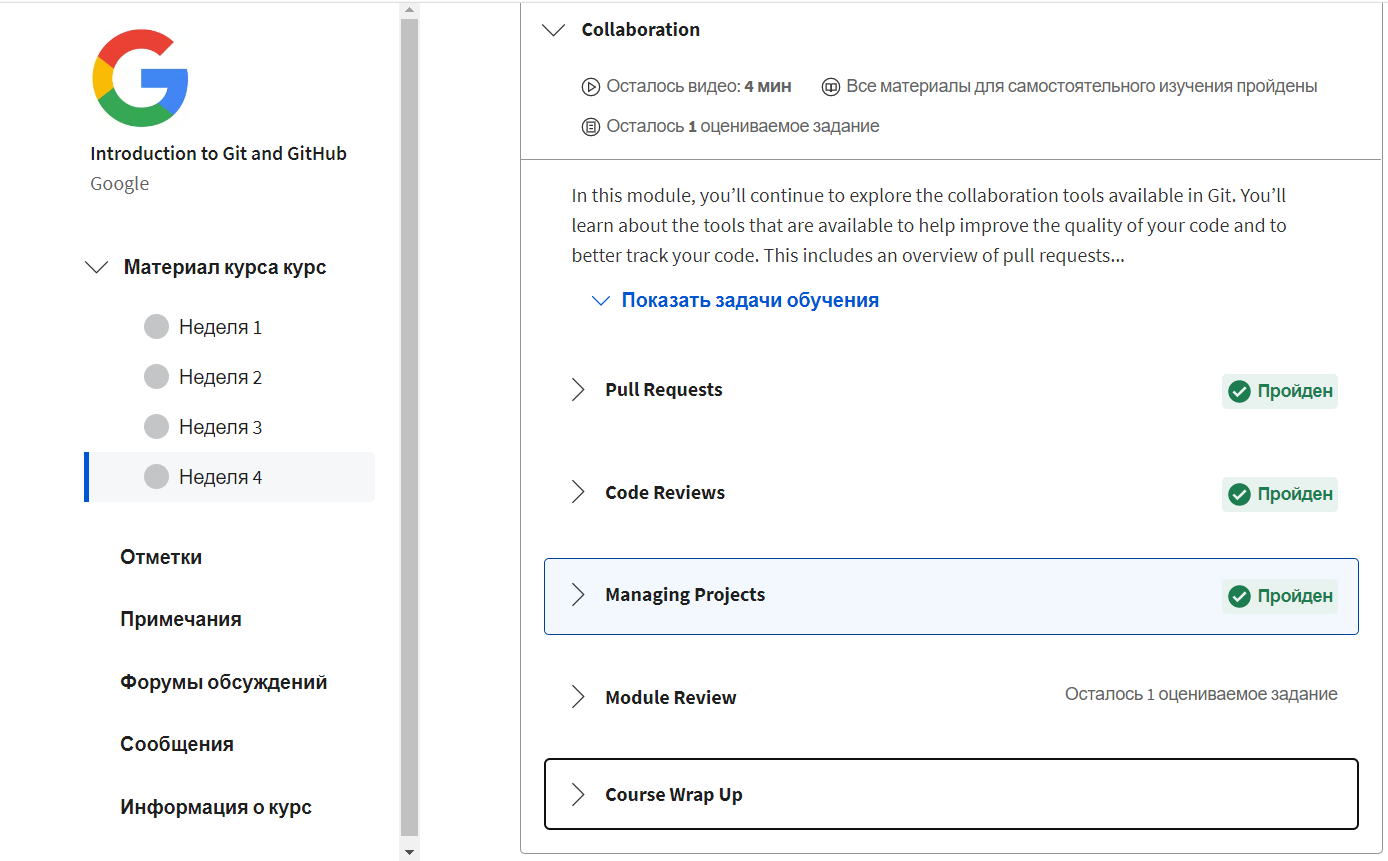 Introduction to Git and GitHub
Google
Материал курса курс
Неделя 1
Неделя 2
Неделя 3
Неделя 4
Отметки
Примечания
Форумы обсуждений
Сообщения
Информация о курс
Collaboration
Осталось видео: 4 мин
Все материалы для самостоятельного изучения пройдены
Осталось 1 оцениваемое задание
In this module, you’ll continue to explore the collaboration tools available in Git. You’ll
learn about the tools that are available to help improve the quality of your code and to
better track your code. This includes an overview of pull requests...
Показать задачи обучения
Pull Requests
Пройден
Code Reviews
Пройден
Managing Projects
Пройден
Module Review
Осталось 1 оцениваемое задание
Course Wrap Up